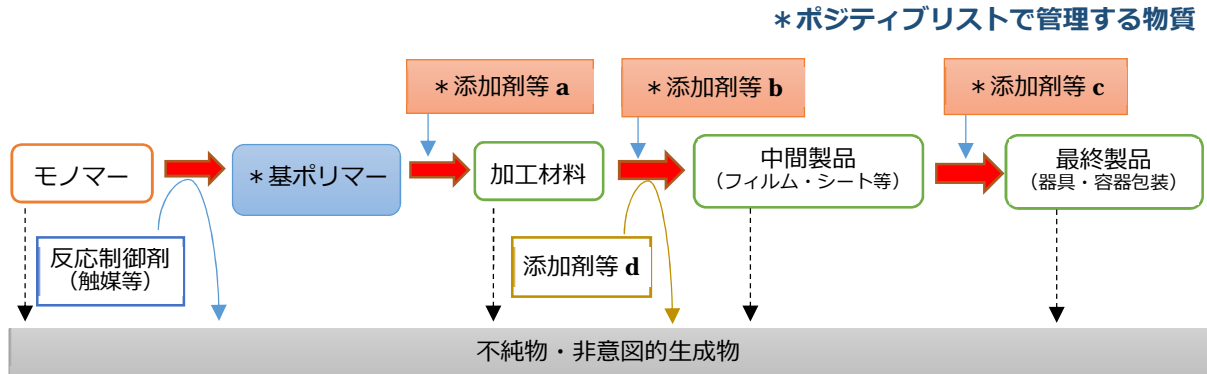 ＊ポジティブリストで管理する物質
＊添加剤等 a
＊添加剤等 b
＊添加剤等 c
モノマー
＊基ポリマー
加工材料
中間製品
（フィルム・シート等）
最終製品
（器具・容器包装）
反応制御剤
（触媒等）
添加剤等 d
不純物・非意図的生成物